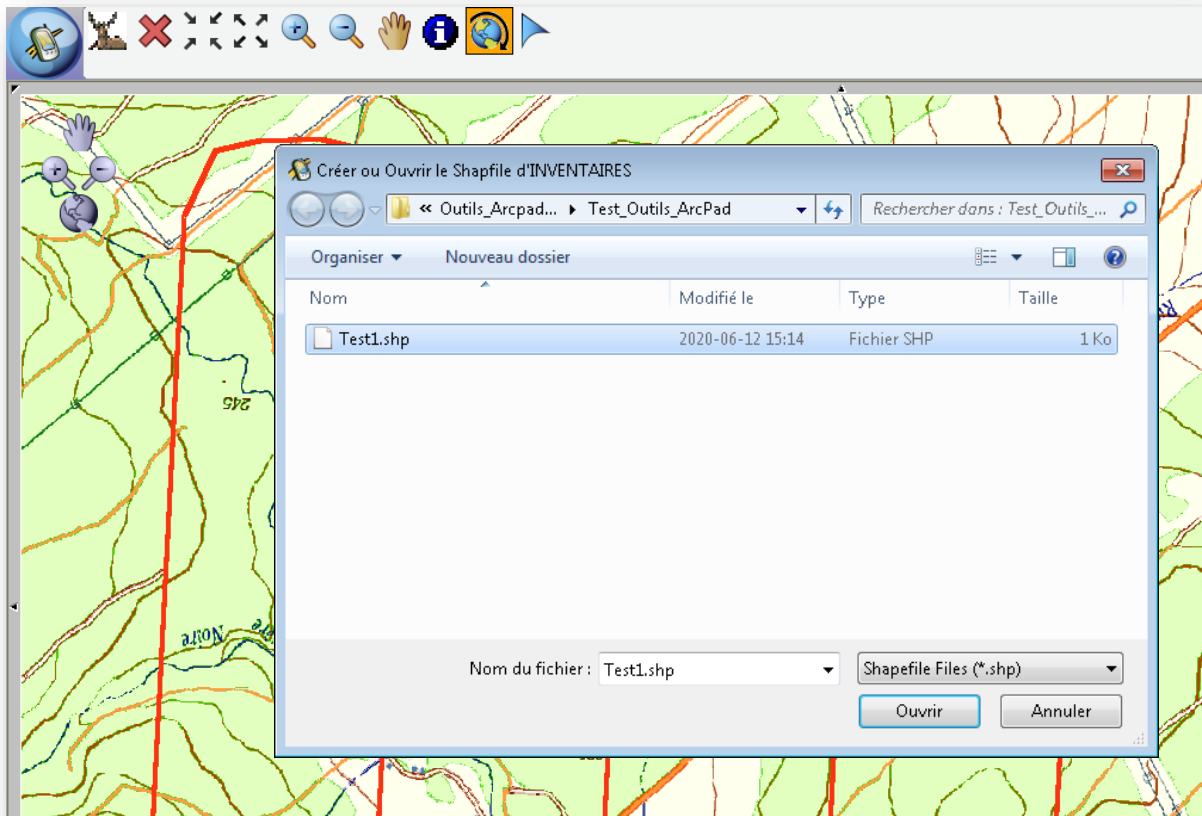 Créer ou Ouvrir le Shapfile d'INVENTAIRES
« Outils_Arcpad... ▸ Test_Outils_ArcPad
Rechercher dans : Test_Outils_...
Organiser
Nouveau dossier
Nom
Modifié le
Type
Taille
Test1.shp
2020-06-12 15:14
Fichier SHP
1 Ko
245
Noire
Nom du fichier :
Test1.shp
Shapefile Files (*.shp)
Ouvrir
Annuler